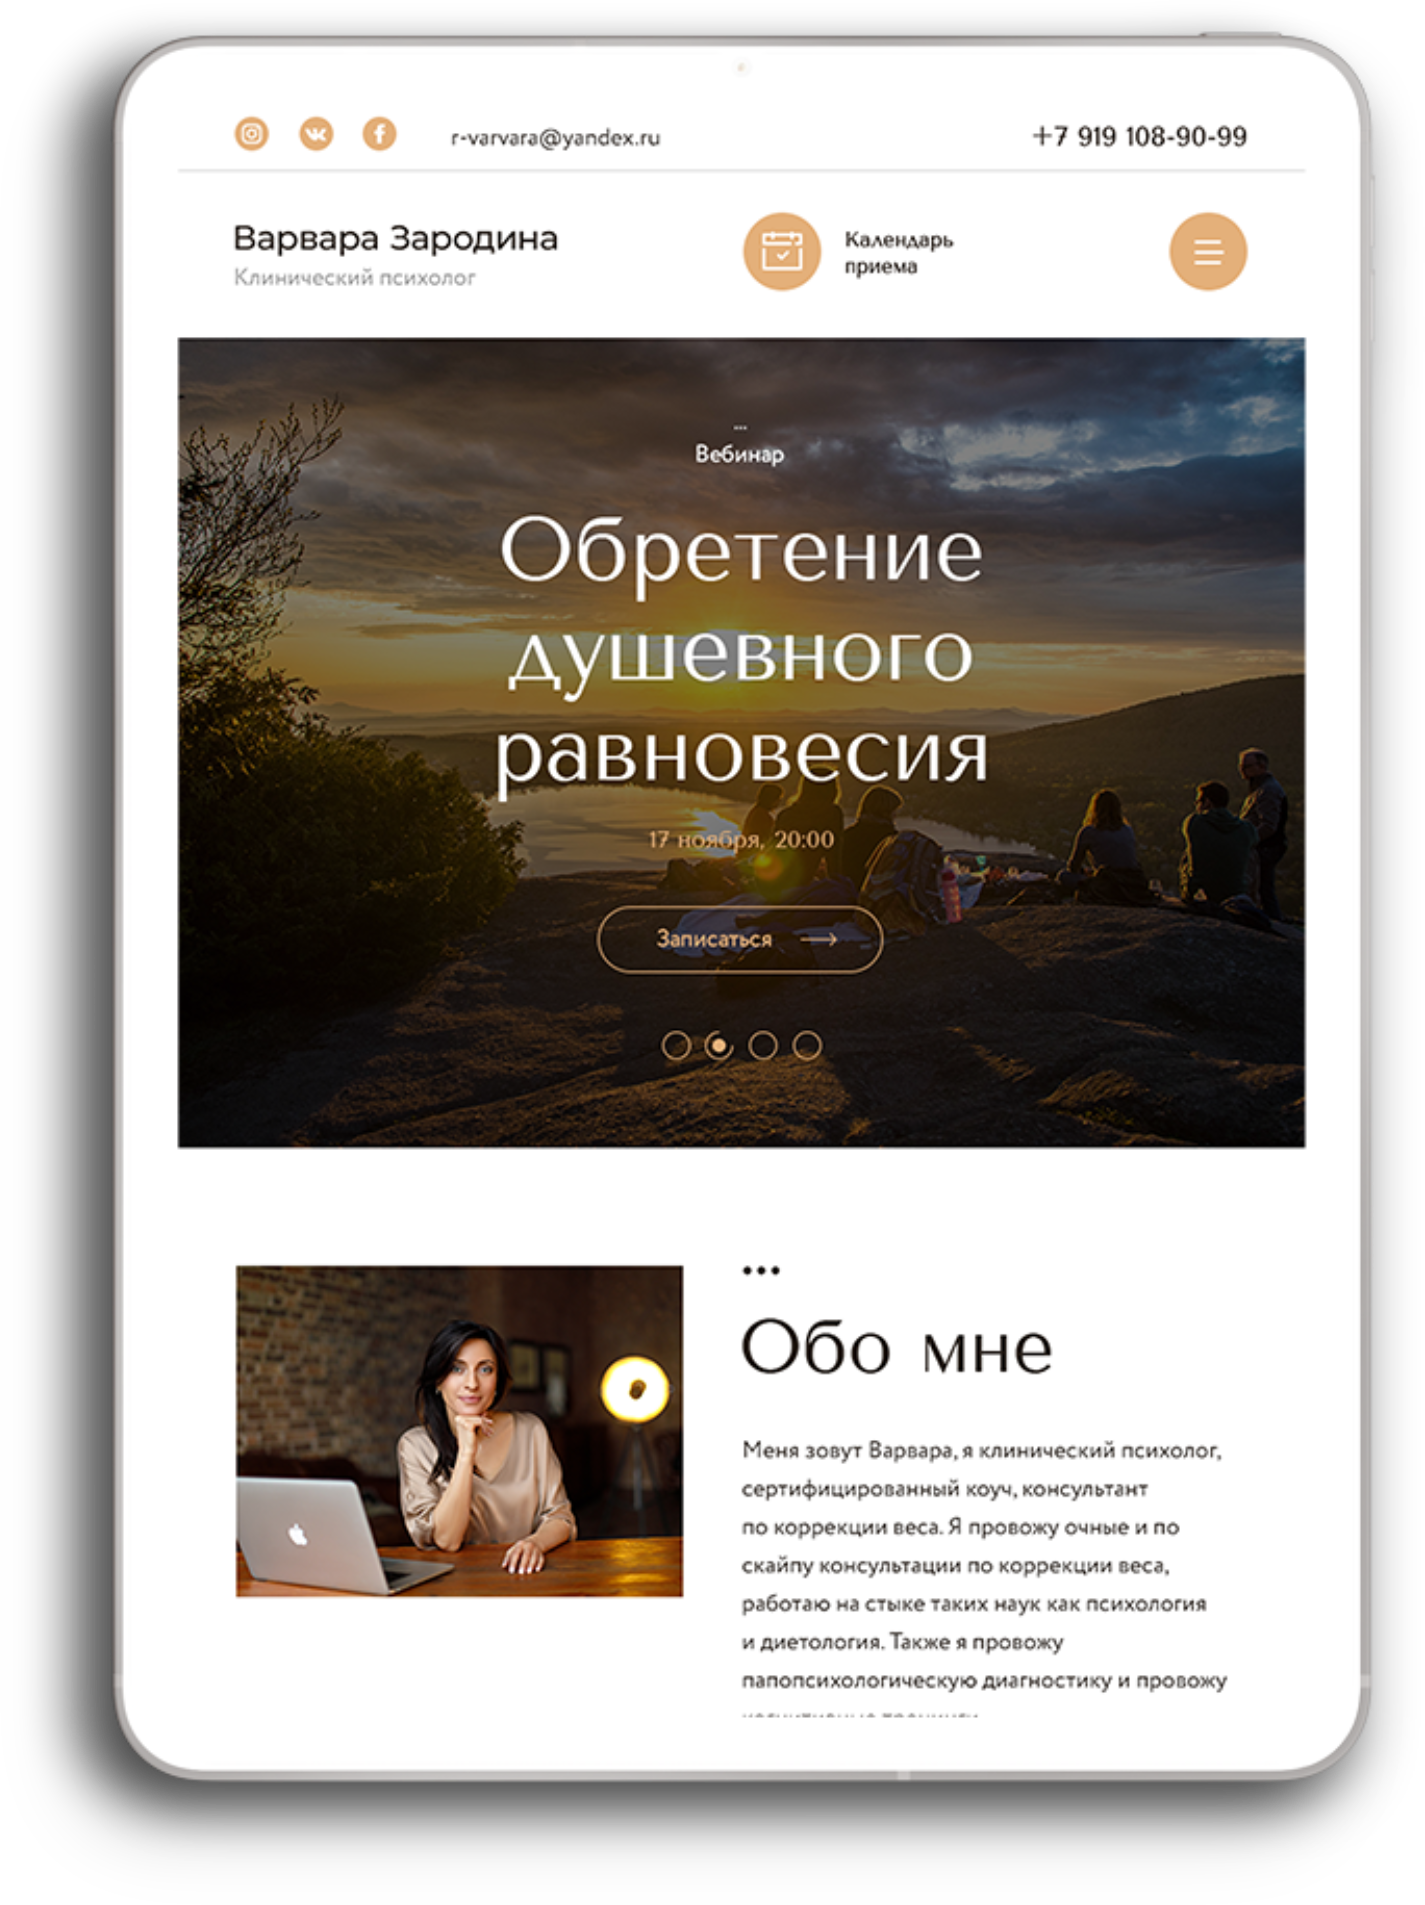 r-varvara@yandex.ru
+7 919 108-90-99
Варвара Зародина
Клинический психолог
Календарь
приема
Вебинар
Обретение
душевного
равновесия
17 ноября, 20:00
Записаться
Обо мне
Меня зовут Варвара, я клинический психолог,
сертифицированный коуч, консультант
по коррекции веса. Я провожу очные и по
скайпу консультации по коррекции веса,
работаю на стыке таких наук как психология
и диетология. Также я провожу
папопсихологическую диагностику и провожу